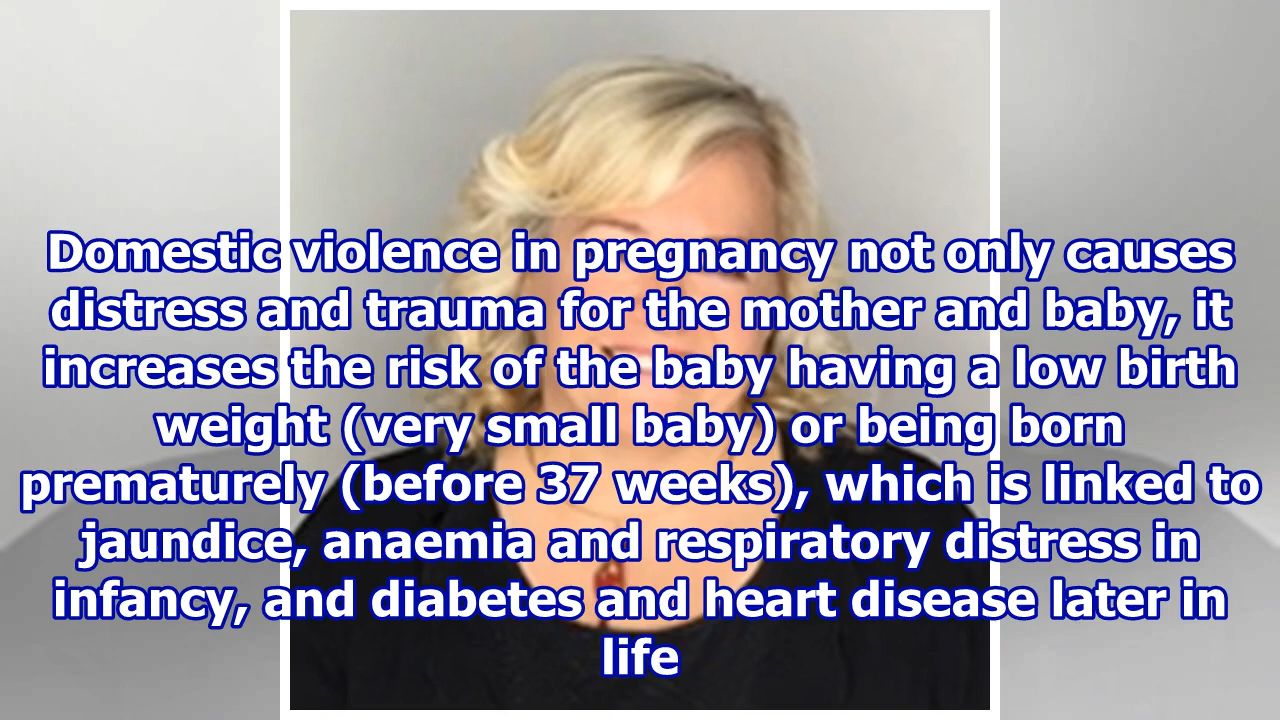 Domestic violence in pregnancy not only causes
distress and trauma for the mother and baby, it
increases the risk of the baby having a low birth
weight (very small baby) or being born
prematurely (before 37 weeks), which is linked to
jaundice, anaemia and respiratory distress in
infancy, and diabetes and heart disease later in
life